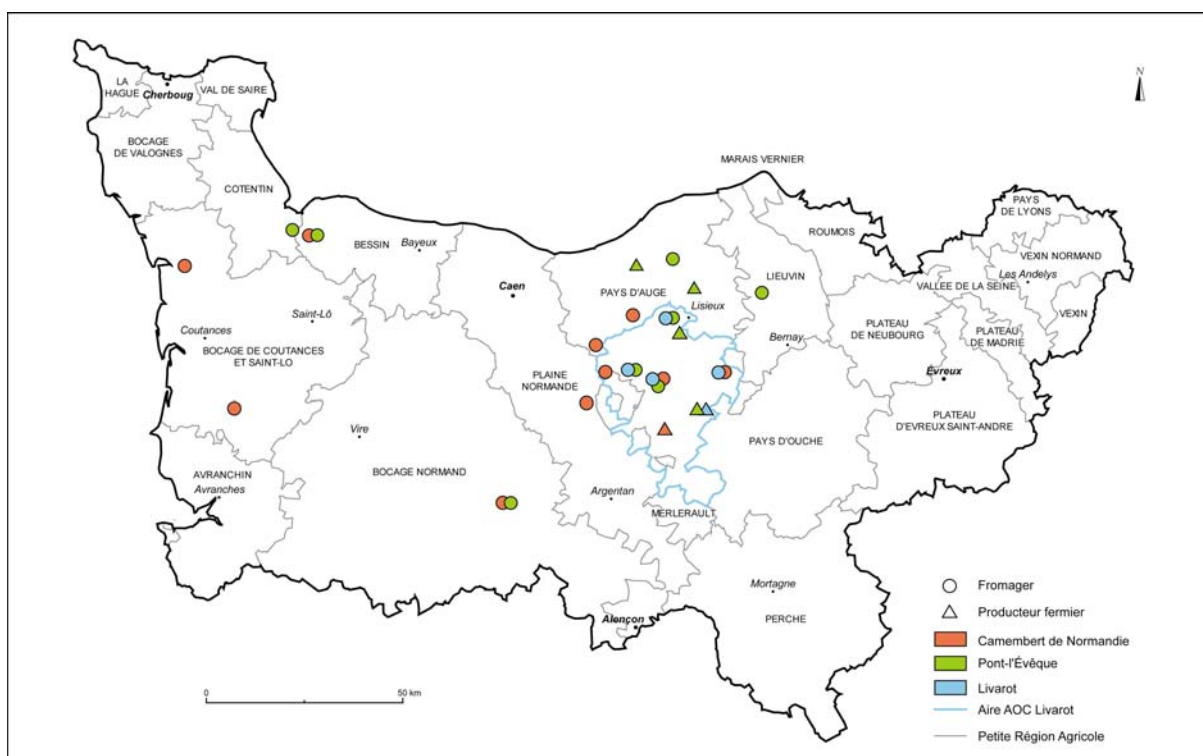 N
LA
HAGUE
Cherboug
VAL DE SAIRE
BOCAGE
DE VALOGNES
COTENTIN
MARAIS VERNIER
PAYS
DE LYONS
ROUMOIS
VEXIN NORMAND
BESSIN
Bayeux
LIEUVIN
Les Andelys
Caen
PAYS D'AUGE
VALLEE DE LA SEINE
Lisieux
VEXIN
Saint-Lô
PLATEAU
DE NEUBOURG
PLATEAU
DE MADRIE
Coutances
Bernay
BOCAGE DE COUTANCES
ET SAINT-LO
PLAINE
NORMANDE
Évreux
PLATEAU
D'EVREUX SAINT-ANDRE
Vire
PAYS D'OUCHE
BOCAGE NORMAND
AVRANCHIN
Avranches
Argentan
MERLERAULT
Mortagne
PERCHE
Alençon
Fromager
Producteur fermier
Camembert de Normandie
Pont-l'Évêque
Livarot
Aire AOC Livarot
Petite Région Agricole
0 50 km